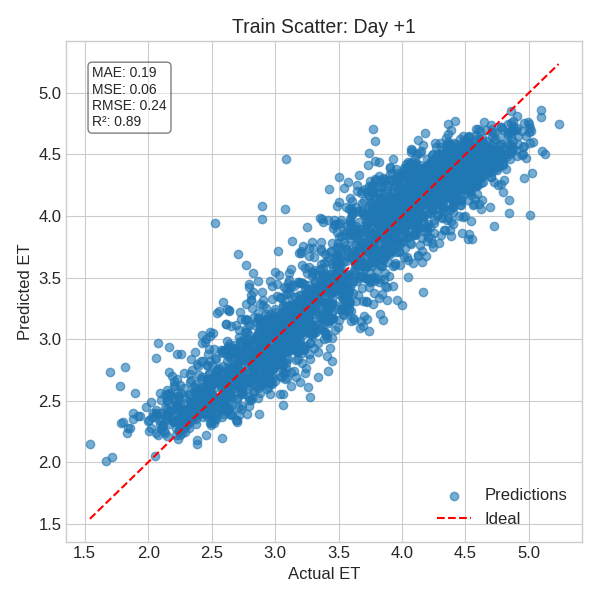 Train Scatter: Day +1
MAE: 0.19
MSE: 0.06
RMSE: 0.24
R²: 0.89
Predicted ET
5.0
4.5
4.0
3.5
3.0
2.5
2.0
1.5
Predictions
Ideal
1.5 2.0 2.5 3.0 3.5 4.0 4.5 5.0
Actual ET